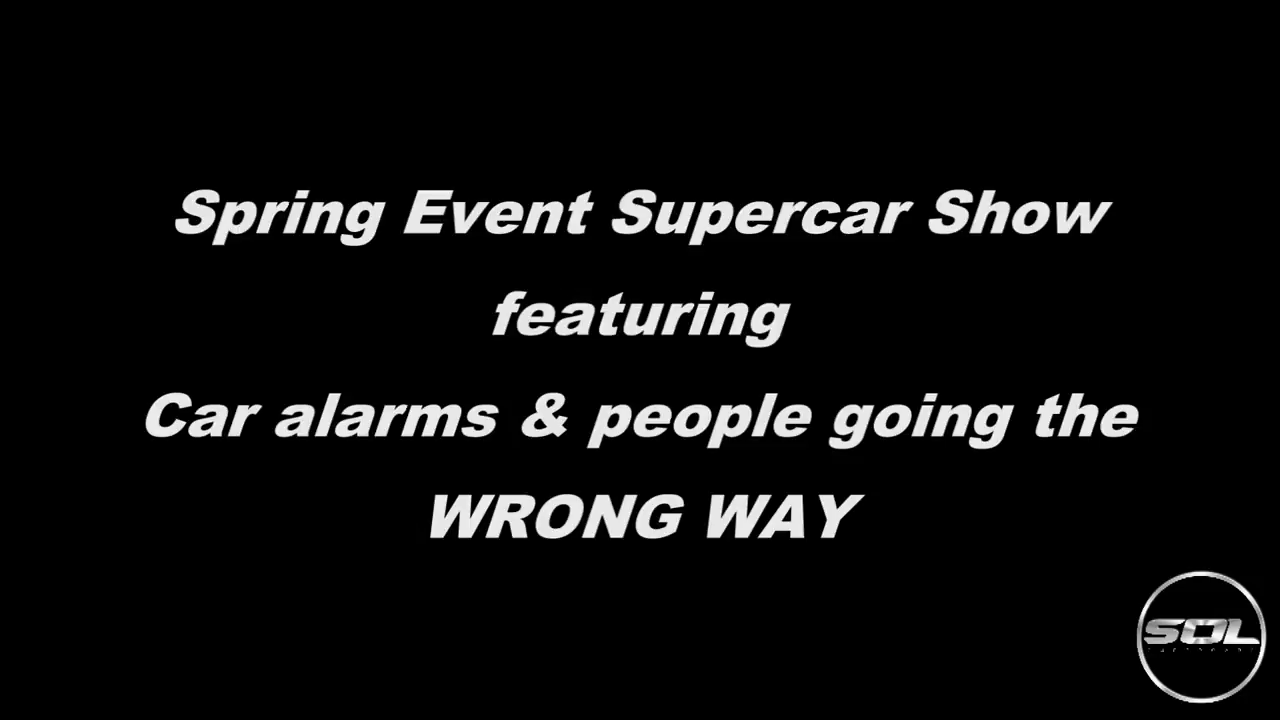 Spring Event Supercar Show
featuring
Car alarms & people going the
WRONG WAY
SOL